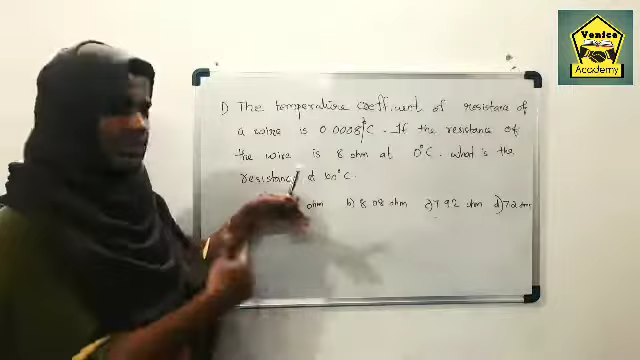 Venice
Academy
1) The temperature coefficient of resistance of
a wire is 0.0008/°C. If the resistance of
the wire is 8 ohm at 0°C. what is the
resistance at 100°C.
ohm b) 8.08 ohm c) 7.92 ohm d) 7.2 ohm